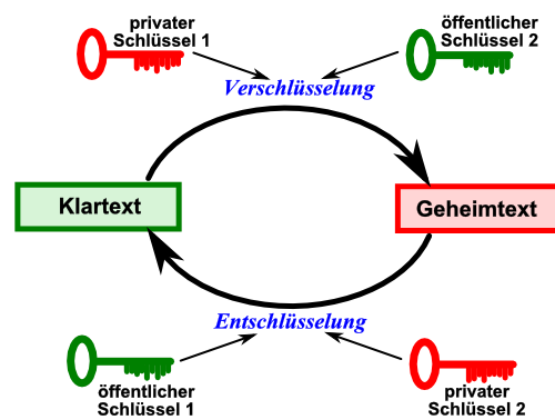 privater
Schlüssel 1
öffentlicher
Schlüssel 2
Verschlüsselung
Klartext
Geheimtext
Entschlüsselung
öffentlicher
Schlüssel 1
privater
Schlüssel 2